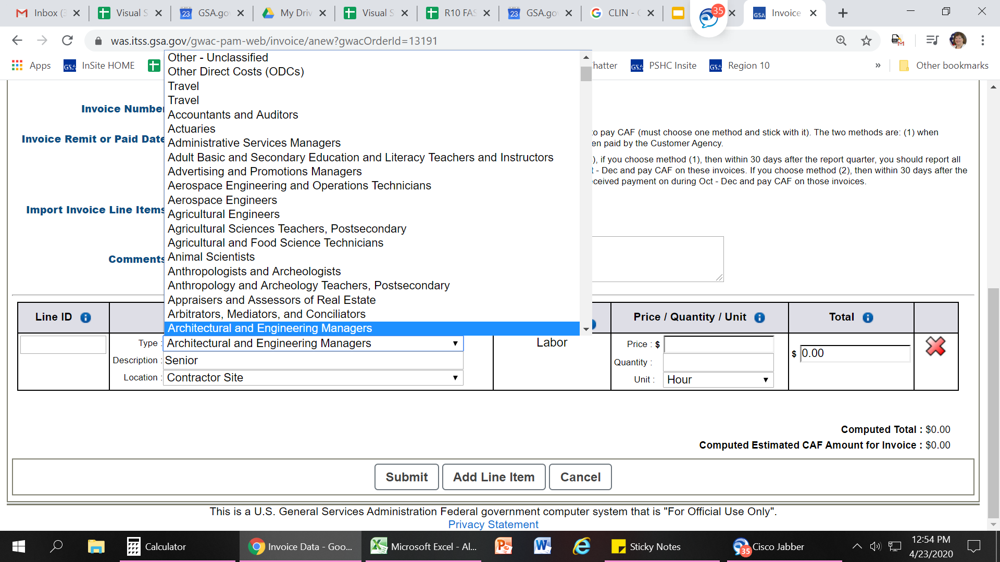 Inbox (3
Visual S
23 GSA.go
My Driv
Visual S
R10 FAS
23 GSA.go
CLIN - G
35
GSA Invoice
was.itss.gsa.gov/gwac-pam-web/invoice/anew?gwacOrderId=13191
Apps
GSA InSite HOME
hatter
GSA PSHC Insite
GSA Region 10
»
Other bookmarks
Other - Unclassified
Other Direct Costs (ODCs)
Travel
Travel
Accountants and Auditors
Actuaries
Administrative Services Managers
Adult Basic and Secondary Education and Literacy Teachers and Instructors
Advertising and Promotions Managers
Aerospace Engineering and Operations Technicians
Aerospace Engineers
Agricultural Engineers
Agricultural Sciences Teachers, Postsecondary
Agricultural and Food Science Technicians
Animal Scientists
Anthropologists and Archeologists
Anthropology and Archeology Teachers, Postsecondary
Appraisers and Assessors of Real Estate
Arbitrators, Mediators, and Conciliators
Architectural and Engineering Managers
Invoice Number
Invoice Remit or Paid Date
to pay CAF (must choose one method and stick with it). The two methods are: (1) when
en paid by the Customer Agency.
), if you choose method (1), then within 30 days after the report quarter, you should report all
t - Dec and pay CAF on these invoices. If you choose method (2), then within 30 days after the
ceived payment on during Oct - Dec and pay CAF on those invoices.
Import Invoice Line Items
Comments
Line ID
Price / Quantity / Unit
Total
Type : Architectural and Engineering Managers
Description : Senior
Location : Contractor Site
Labor
Price : $
Quantity :
Unit : Hour
$ 0.00
Computed Total : $0.00
Computed Estimated CAF Amount for Invoice : $0.00
Submit
Add Line Item
Cancel
This is a U.S. General Services Administration Federal government computer system that is "For Official Use Only".
Privacy Statement
Calculator
Invoice Data - Goo...
Microsoft Excel - Al...
Sticky Notes
35 Cisco Jabber
12:54 PM
4/23/2020